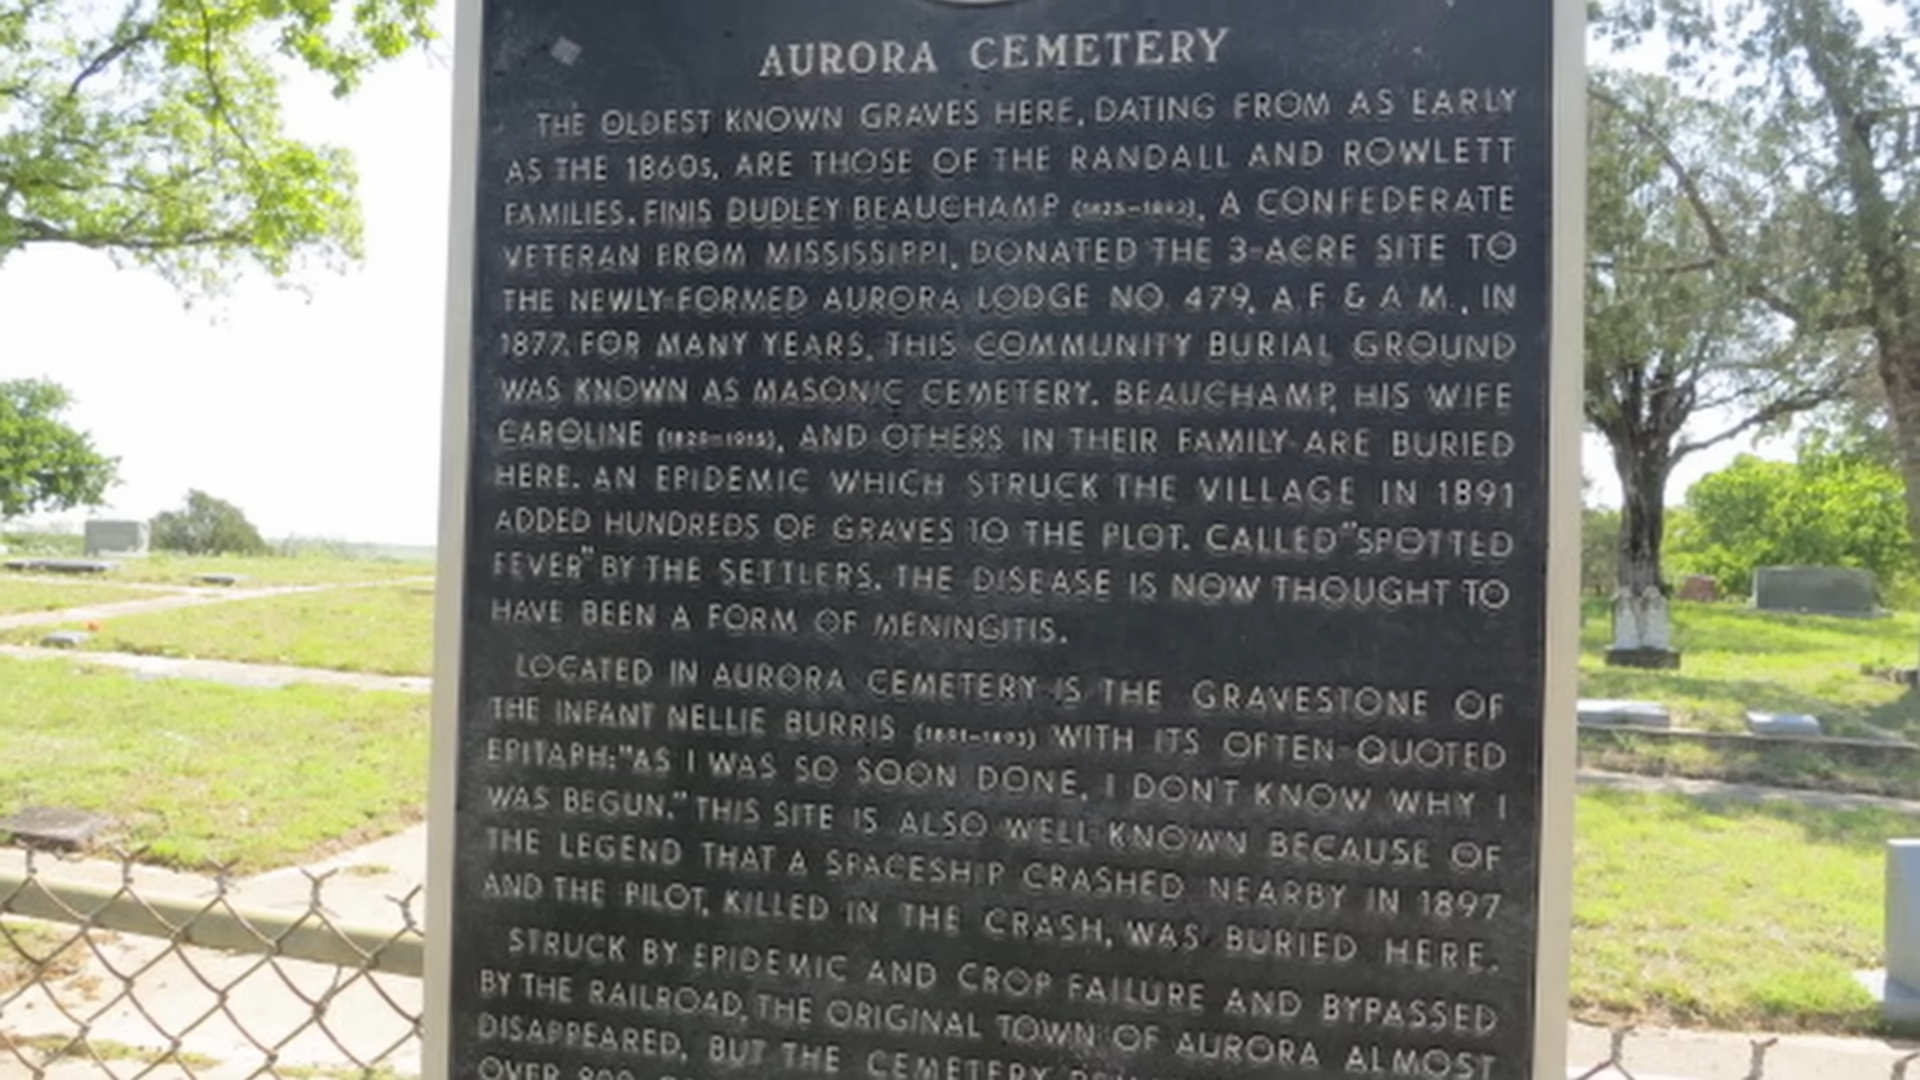 AURORA CEMETERY
THE OLDEST KNOWN GRAVES HERE, DATING FROM AS EARLY
AS THE 1860s, ARE THOSE OF THE RANDALL AND ROWLETT
FAMILIES. FINIS DUDLEY BEAUCHAMP (1825-1893), A CONFEDERATE
VETERAN FROM MISSISSIPPI, DONATED THE 3-ACRE SITE TO
THE NEWLY-FORMED AURORA LODGE NO. 479, A.F. & A.M., IN
1877. FOR MANY YEARS, THIS COMMUNITY BURIAL GROUND
WAS KNOWN AS MASONIC CEMETERY. BEAUCHAMP, HIS WIFE
CAROLINE (1829-1915), AND OTHERS IN THEIR FAMILY ARE BURIED
HERE. AN EPIDEMIC WHICH STRUCK THE VILLAGE IN 1891
ADDED HUNDREDS OF GRAVES TO THE PLOT. CALLED "SPOTTED
FEVER" BY THE SETTLERS, THE DISEASE IS NOW THOUGHT TO
HAVE BEEN A FORM OF MENINGITIS.
LOCATED IN AURORA CEMETERY IS THE GRAVESTONE OF
THE INFANT NELLIE BURRIS (1891-1893) WITH ITS OFTEN-QUOTED
EPITAPH: "AS I WAS SO SOON DONE, I DON'T KNOW WHY I
WAS BEGUN." THIS SITE IS ALSO WELL-KNOWN BECAUSE OF
THE LEGEND THAT A SPACESHIP CRASHED NEARBY IN 1897
AND THE PILOT, KILLED IN THE CRASH, WAS BURIED HERE.
STRUCK BY EPIDEMIC AND CROP FAILURE AND BYPASSED
BY THE RAILROAD, THE ORIGINAL TOWN OF AURORA ALMOST
DISAPPEARED, BUT THE CEMETERY
OVER 800